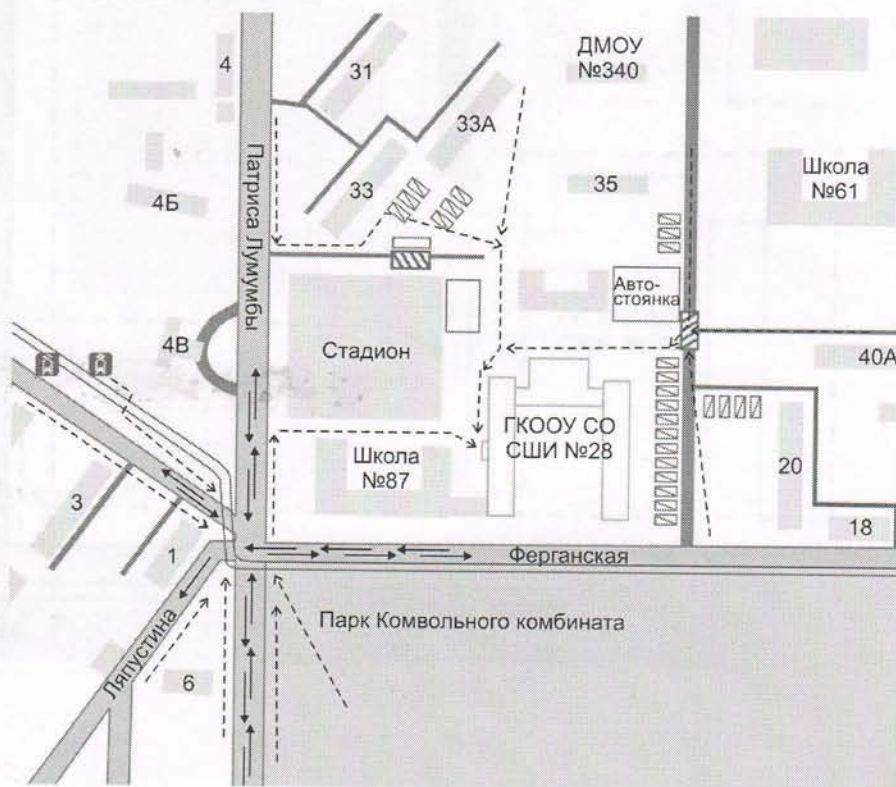 4
31
ДМОУ
№340
33А
Патриса Лумумбы
33
35
Школа
№61
4Б
Авто-
стоянка
4В
Стадион
40А
ГКООУ СО
СШИ №28
Школа
№87
3
20
18
1
Ферганская
Парк Комвольного комбината
Ляпустина
6